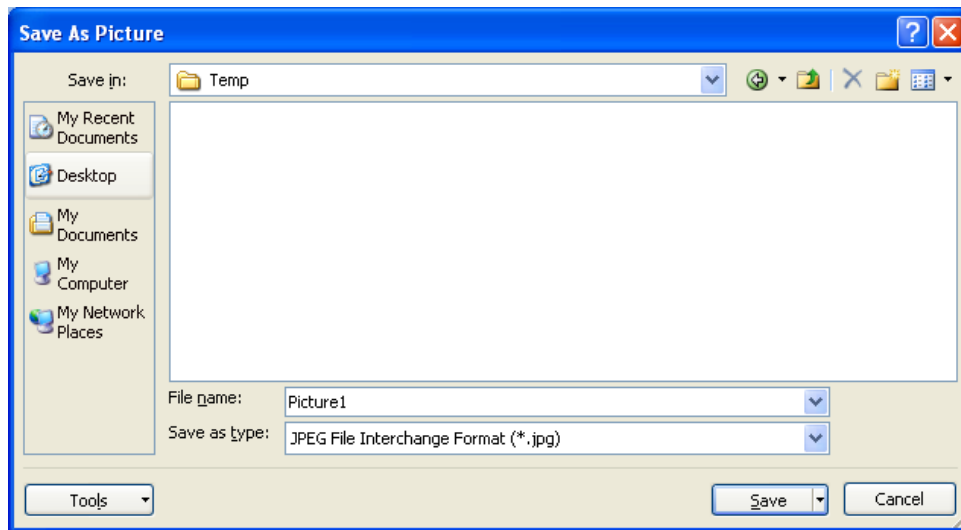 Save As Picture
Save in:
Temp
My Recent
Documents
Desktop
My
Documents
My
Computer
My Network
Places
File name:
Picture1
Save as type:
JPEG File Interchange Format (*.jpg)
Tools
Save
Cancel